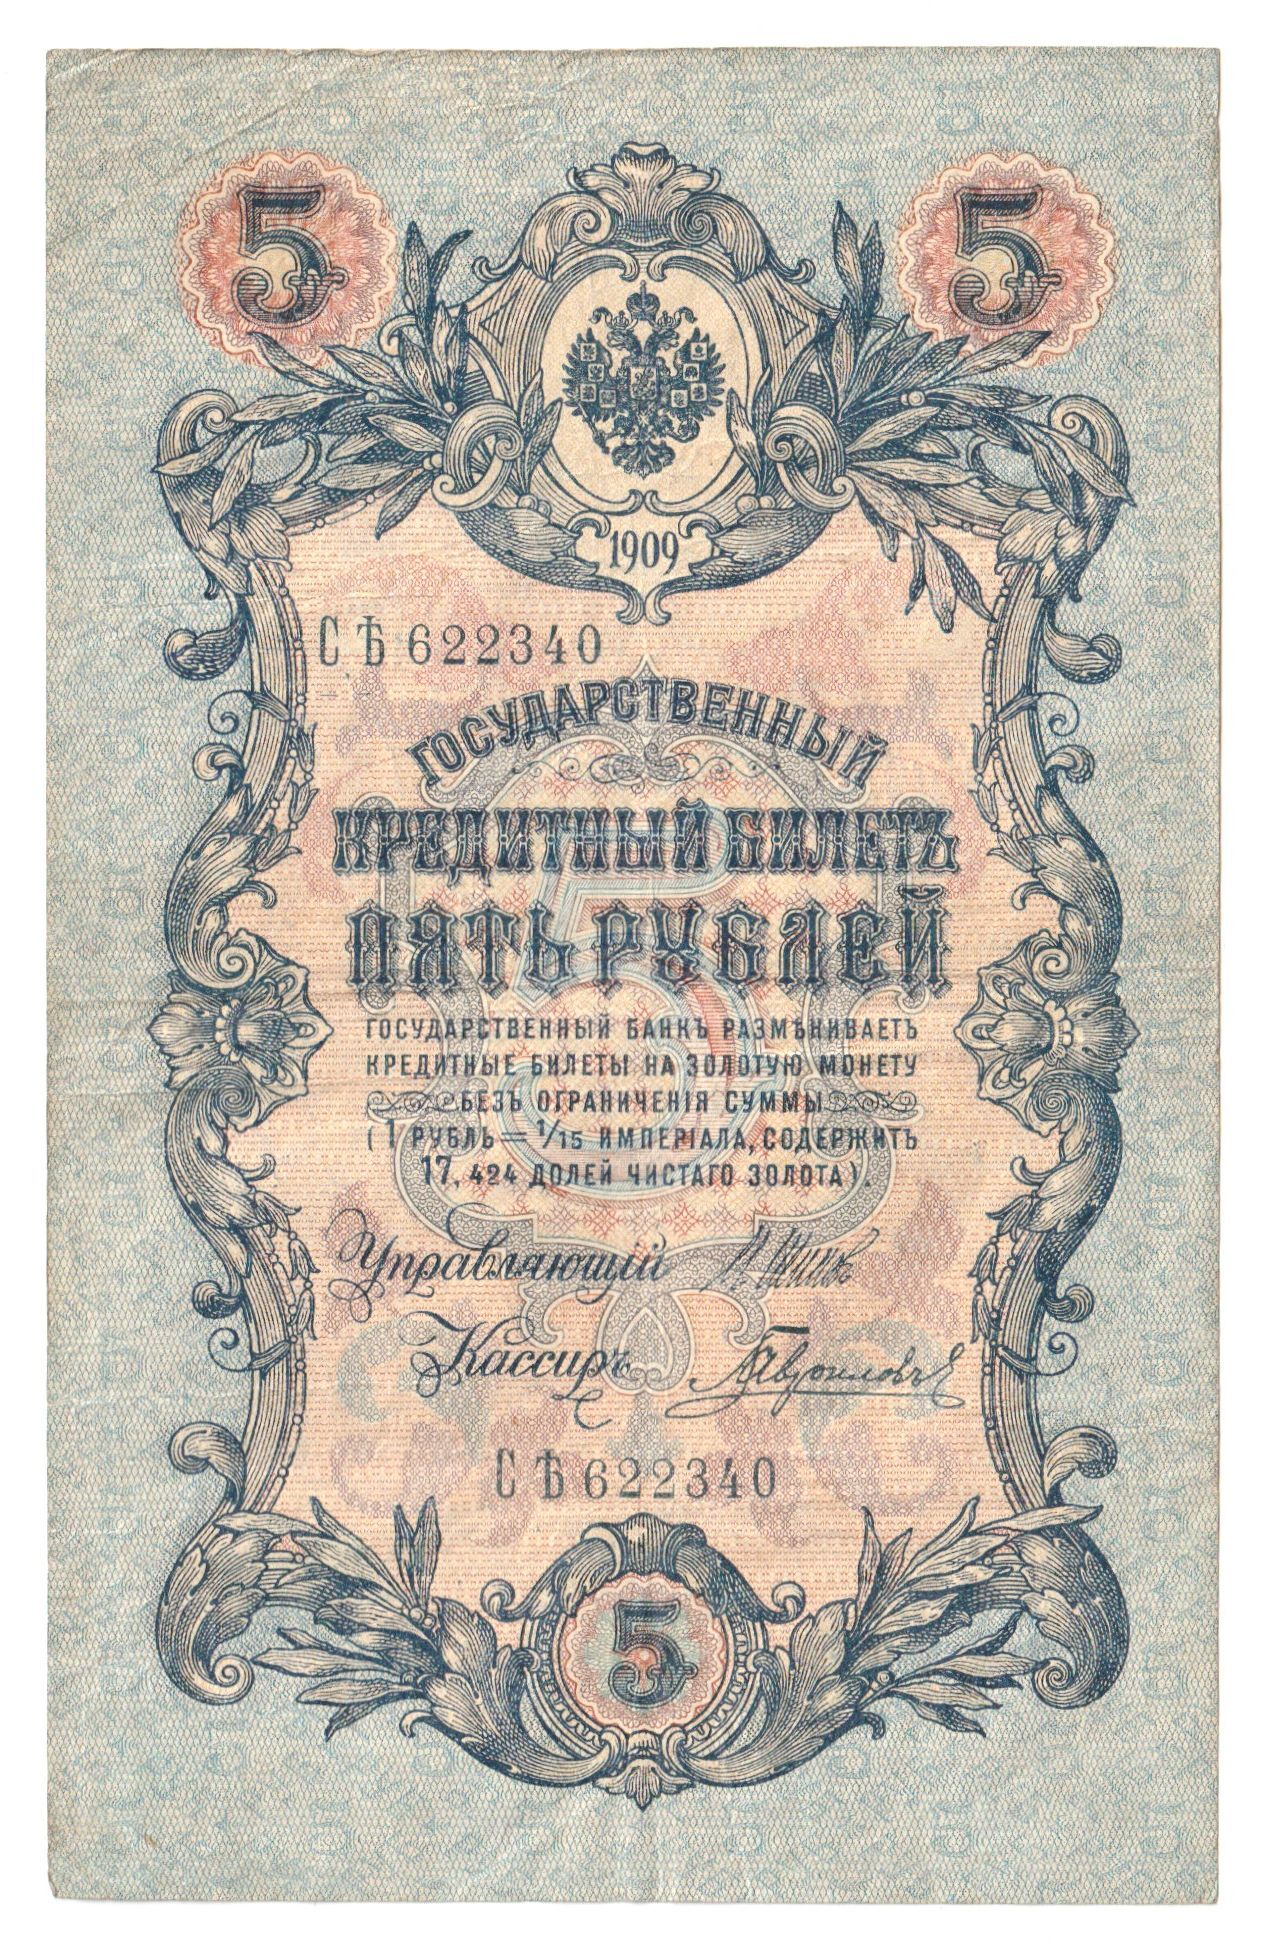 5 5
1909
СѢ 622340
ГОСУДАРСТВЕННЫЙ
КРЕДИТНЫЙ БИЛЕТЪ
ПЯТЬ РУБЛЕЙ
5
ГОСУДАРСТВЕННЫЙ БАНКЪ РАЗМѢНИВАЕТЪ
КРЕДИТНЫЕ БИЛЕТЫ НА ЗОЛОТУЮ МОНЕТУ
БЕЗЪ ОГРАНИЧЕНІЯ СУММЫ
(1 РУБЛЬ = 1/15 ИМПЕРІАЛА, СОДЕРЖИТЪ
17,424 ДОЛЕЙ ЧИСТАГО ЗОЛОТА).
Управляющій
Кассиръ
СѢ 622340
5